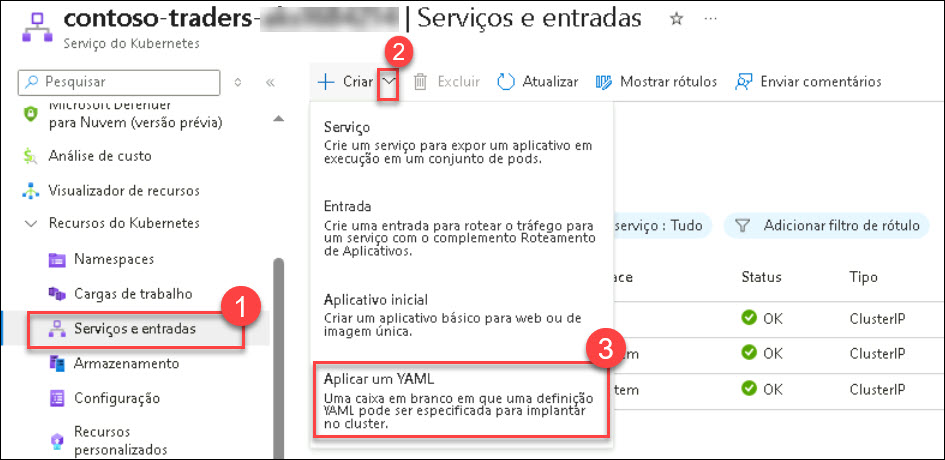 contoso-traders- | Serviços e entradas
Serviço do Kubernetes
2
Pesquisar
Criar
Excluir
Atualizar
Mostrar rótulos
Enviar comentários
Microsoft Defender
para Nuvem (versão prévia)
Análise de custo
Visualizador de recursos
Recursos do Kubernetes
Namespaces
Cargas de trabalho
1
Serviços e entradas
Armazenamento
Configuração
Recursos
personalizados
Serviço
Crie um serviço para expor um aplicativo em
execução em um conjunto de pods.
Entrada
Crie uma entrada para rotear o tráfego para
um serviço com o complemento Roteamento
de Aplicativos.
Aplicativo inicial
Criar um aplicativo básico para web ou de
imagem única.
3
Aplicar um YAML
Uma caixa em branco em que uma definição
YAML pode ser especificada para implantar
no cluster.
serviço : Tudo
Adicionar filtro de rótulo
ace
Status
Tipo
OK
ClusterIP
tem
OK
ClusterIP
tem
OK
ClusterIP